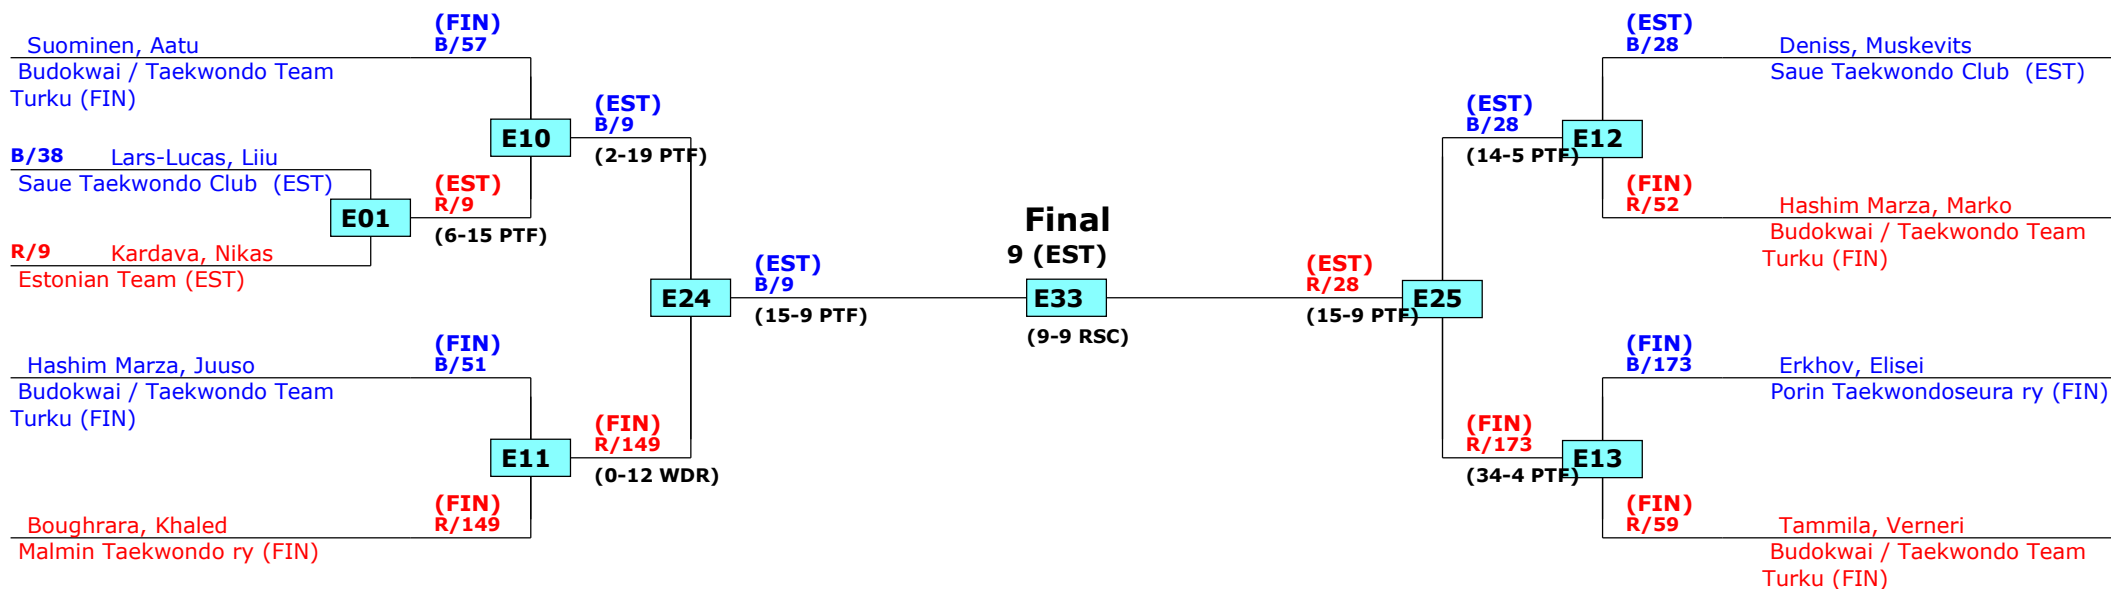 (FIN)
Suominen, Aatu
B/57
Budokwai / Taekwondo Team
Turku (FIN)
E10
B/38
Lars-Lucas, Liiu
Saue Taekwondo Club (EST)
E01
(EST)
R/9
(6-15 PTF)
R/9
Kardava, Nikas
Estonian Team (EST)
(EST)
B/9
(2-19 PTF)
E24
(FIN)
Hashim Marza, Juuso
B/51
Budokwai / Taekwondo Team
Turku (FIN)
E11
(FIN)
R/149
(0-12 WDR)
(FIN)
Boughrara, Khaled
R/149
Malmin Taekwondo ry (FIN)
(EST)
B/9
(15-9 PTF)
Final
9 (EST)
E33
(9-9 RSC)
(EST)
R/28
(15-9 PTF)
E25
(EST)
B/28
(14-5 PTF)
E12
(EST)
B/28
Deniss, Muskevits
Saue Taekwondo Club (EST)
(FIN)
R/52
Hashim Marza, Marko
Budokwai / Taekwondo Team
Turku (FIN)
(FIN)
R/173
(34-4 PTF)
E13
(FIN)
B/173
Erkhov, Elisei
Porin Taekwondoseura ry (FIN)
(FIN)
R/59
Tammila, Verneri
Budokwai / Taekwondo Team
Turku (FIN)